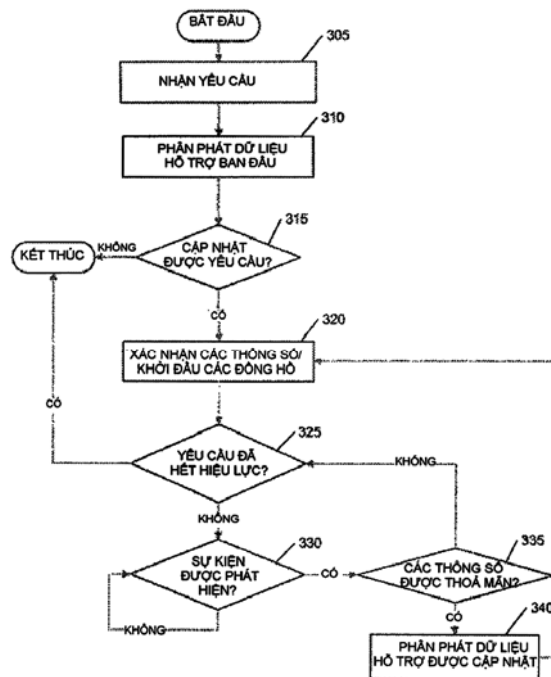 BẮT ĐẦU
305
NHẬN YÊU CẦU
310
PHÂN PHÁT DỮ LIỆU
HỖ TRỢ BAN ĐẦU
315
CẬP NHẬT
ĐƯỢC YÊU CẦU?
KHÔNG
KẾT THÚC
CÓ
320
XÁC NHẬN CÁC THÔNG SỐ/
KHỞI ĐẦU CÁC ĐỒNG HỒ
CÓ
325
YÊU CẦU ĐÃ
HẾT HIỆU LỰC?
KHÔNG
KHÔNG
330
SỰ KIỆN
ĐƯỢC PHÁT
HIỆN?
CÓ
KHÔNG
335
CÁC THÔNG SỐ
ĐƯỢC THOẢ MÃN?
CÓ
340
PHÂN PHÁT DỮ LIỆU
HỖ TRỢ ĐƯỢC CẬP NHẬT